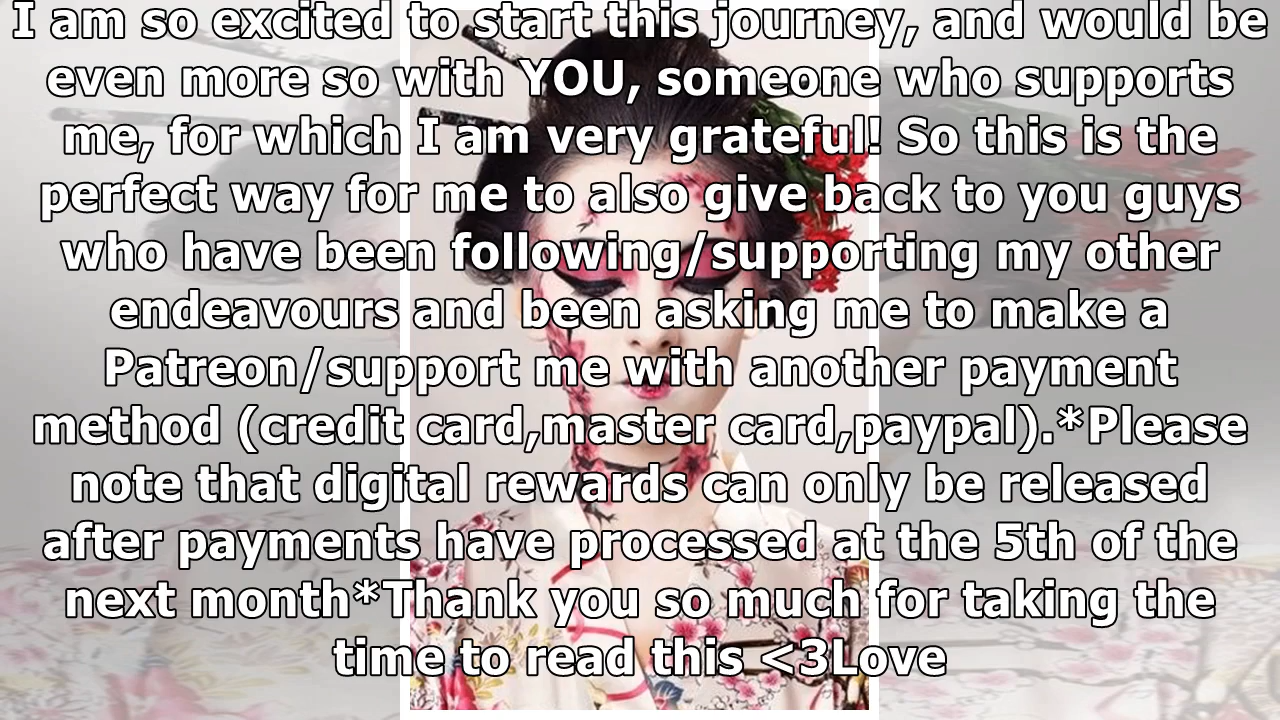 I am so excited to start this journey, and would be
even more so with YOU, someone who supports
me, for which I am very grateful! So this is the
perfect way for me to also give back to you guys
who have been following/supporting my other
endeavours and been asking me to make a
Patreon/support me with another payment
method (credit card,master card,paypal).*Please
note that digital rewards can only be released
after payments have processed at the 5th of the
next month*Thank you so much for taking the
time to read this <3Love